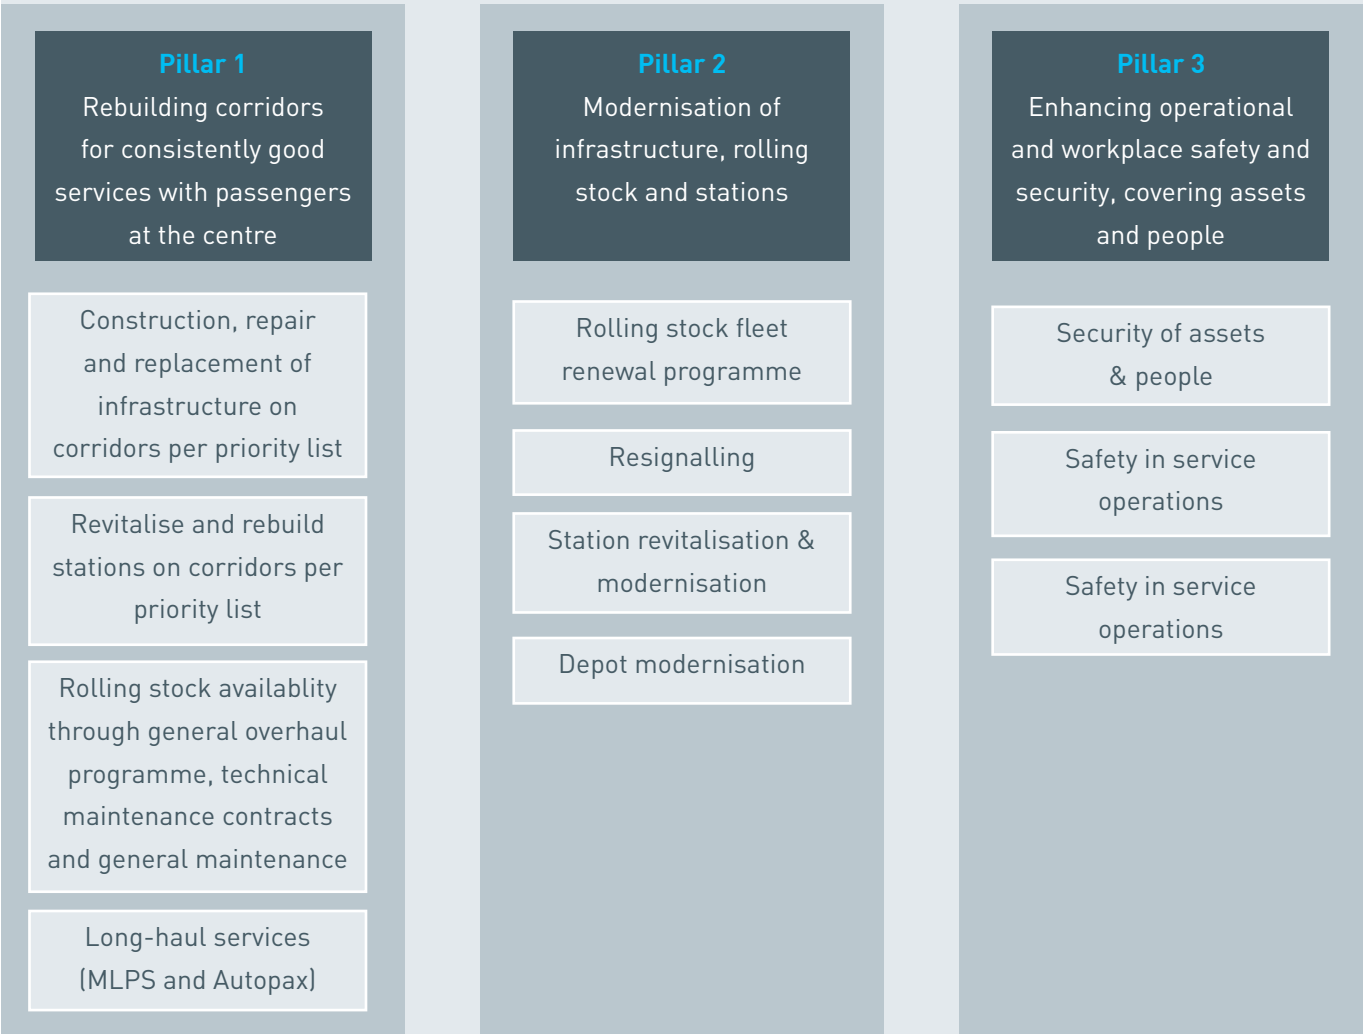 Pillar 1
Rebuilding corridors
for consistently good
services with passengers
at the centre
Construction, repair
and replacement of
infrastructure on
corridors per priority list
Revitalise and rebuild
stations on corridors per
priority list
Rolling stock availablity
through general overhaul
programme, technical
maintenance contracts
and general maintenance
Long-haul services
(MLPS and Autopax)
Pillar 2
Modernisation of
infrastructure, rolling
stock and stations
Rolling stock fleet
renewal programme
Resignalling
Station revitalisation &
modernisation
Depot modernisation
Pillar 3
Enhancing operational
and workplace safety and
security, covering assets
and people
Security of assets
& people
Safety in service
operations
Safety in service
operations